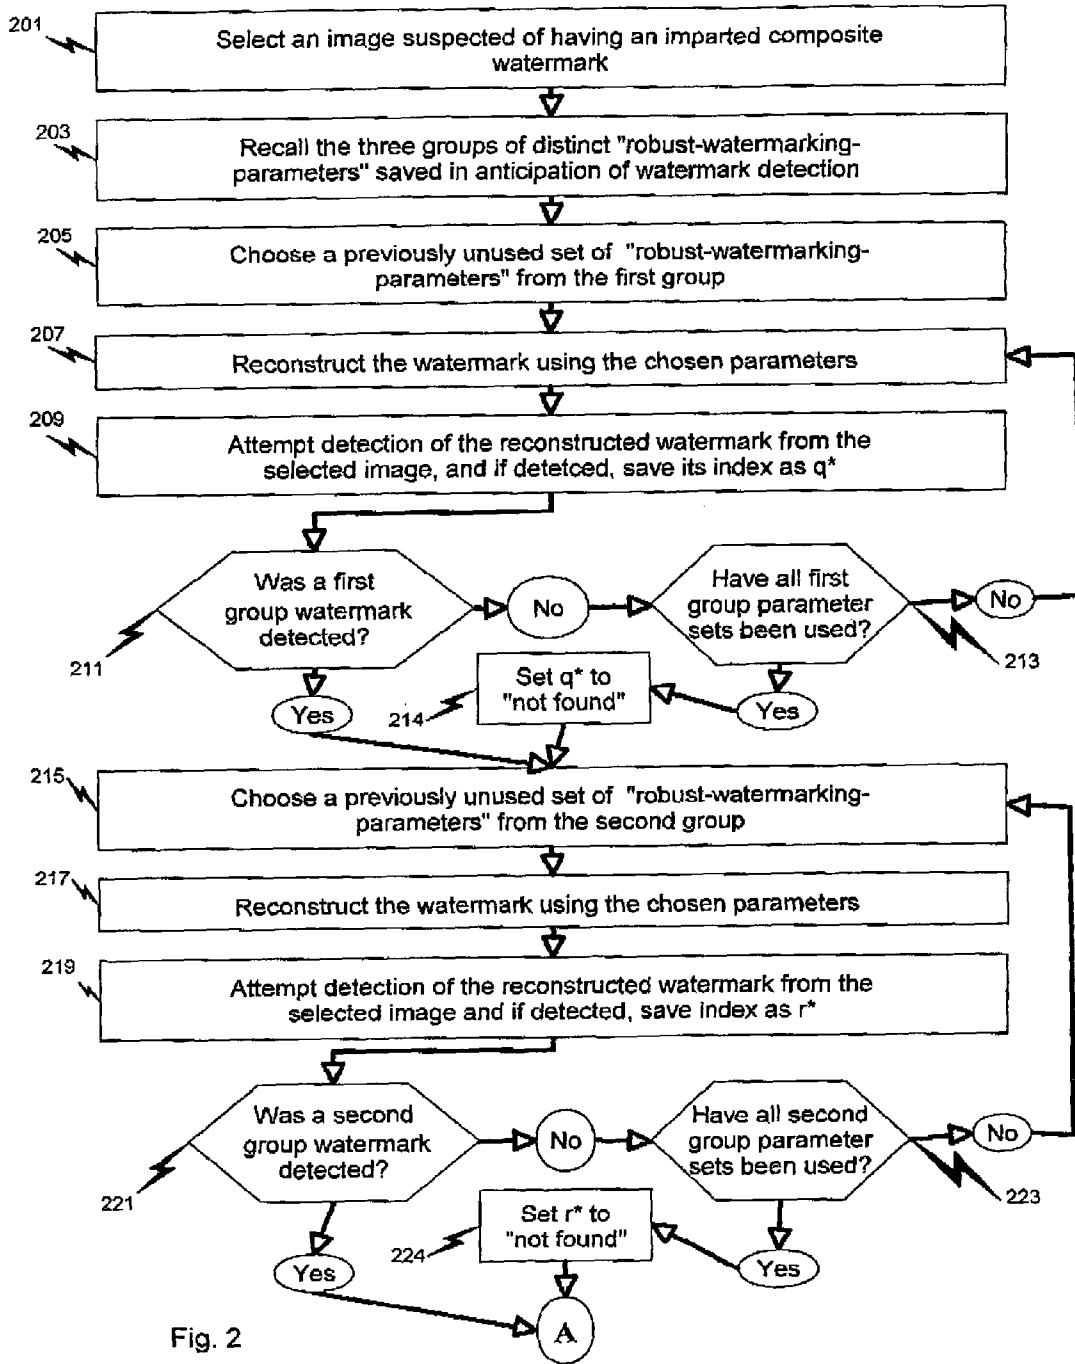 201
Select an image suspected of having an imparted composite
watermark
203
Recall the three groups of distinct "robust-watermarking-
parameters" saved in anticipation of watermark detection
205
Choose a previously unused set of "robust-watermarking-
parameters" from the first group
207
Reconstruct the watermark using the chosen parameters
209
Attempt detection of the reconstructed watermark from the
selected image, and if detetced, save its index as q*
Was a first
group watermark
detected?
No
Have all first
group parameter
sets been used?
No
211
213
Yes
214
Set q* to
"not found"
Yes
215
Choose a previously unused set of "robust-watermarking-
parameters" from the second group
217
Reconstruct the watermark using the chosen parameters
219
Attempt detection of the reconstructed watermark from the
selected image and if detected, save index as r*
Was a second
group watermark
detected?
No
Have all second
group parameter
sets been used?
No
221
223
Yes
224
Set r* to
"not found"
Yes
A
Fig. 2